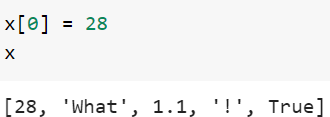 x[0] = 28
x
[28, 'What', 1.1, '!', True]